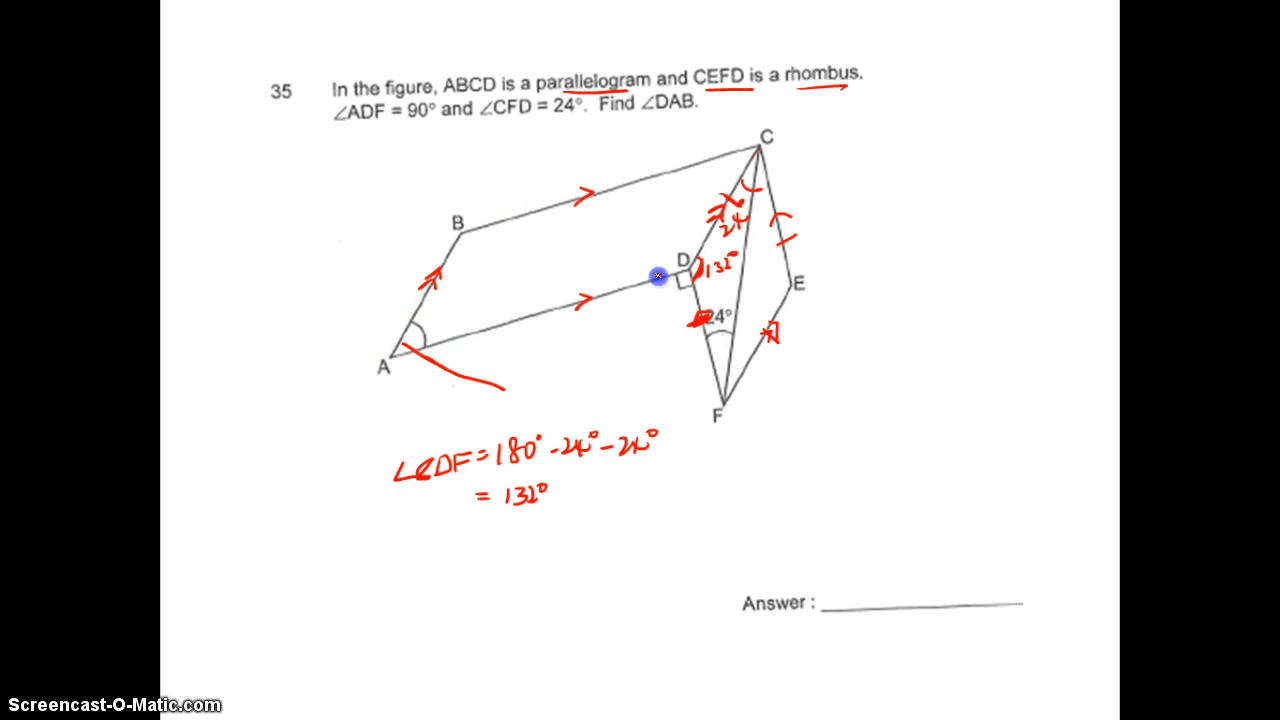 35 In the figure, ABCD is a parallelogram and CEFD is a rhombus.
∠ADF = 90° and ∠CFD = 24°. Find ∠DAB.
C
B
24°
D
132°
E
24°
A
F
∠CDF = 180° - 24° - 24°
= 132°
Answer : ____________________
Screencast-O-Matic.com